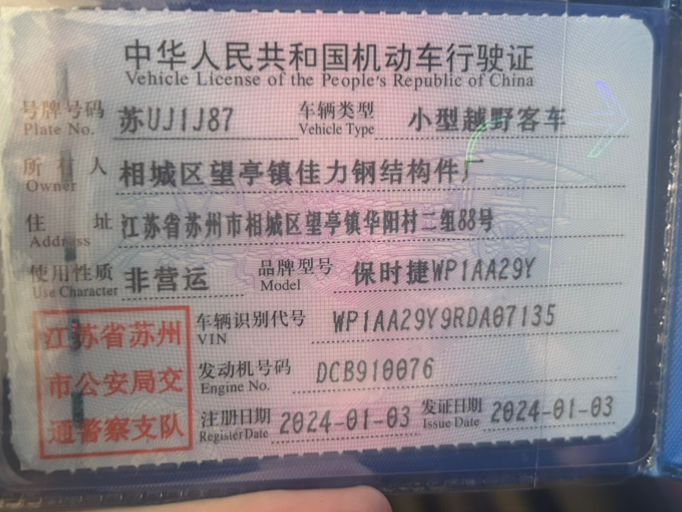 中华人民共和国机动车行驶证
Vehicle License of the People's Republic of China
号牌号码 苏UJ1J87 车辆类型 小型越野客车
Plate No. Vehicle Type
所有人 相城区望亭镇佳力钢结构件厂
Owner
住址 江苏省苏州市相城区望亭镇华阳村二组88号
Address
使用性质 非营运 品牌型号 保时捷WP1AA29Y
Use Character Model
江苏省苏州
市公安局交
通警察支队
车辆识别代号 WP1AA29Y9RDA07135
VIN
发动机号码 DCB910076
Engine No.
注册日期 2024-01-03 发证日期 2024-01-03
Register Date Issue Date